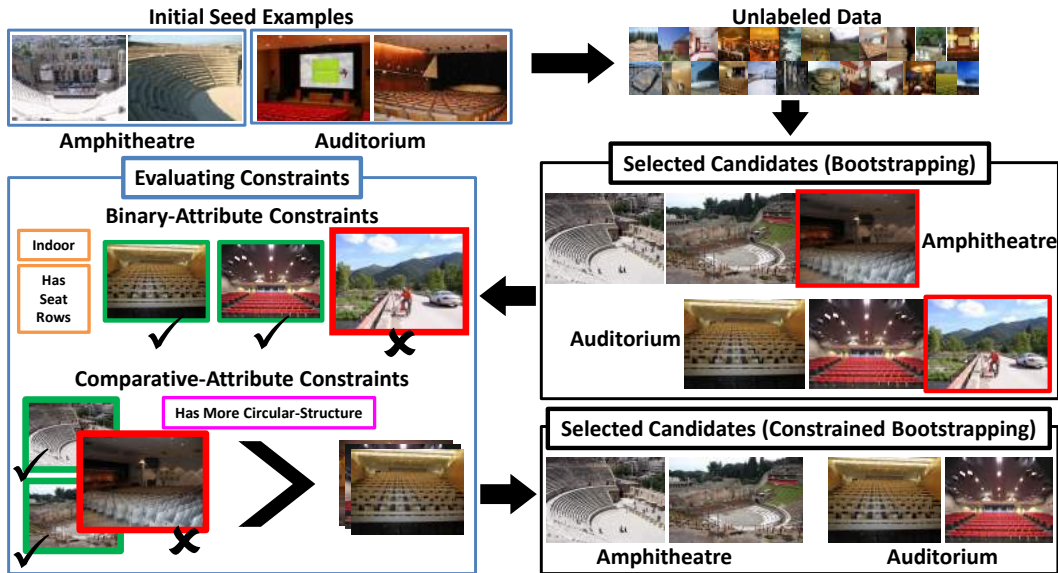 Initial Seed Examples
Unlabeled Data
Amphitheatre
Auditorium
Selected Candidates (Bootstrapping)
Amphitheatre
Auditorium
Evaluating Constraints
Binary-Attribute Constraints
Indoor
Has
Seat
Rows
Comparative-Attribute Constraints
Has More Circular-Structure
Selected Candidates (Constrained Bootstrapping)
Amphitheatre
Auditorium